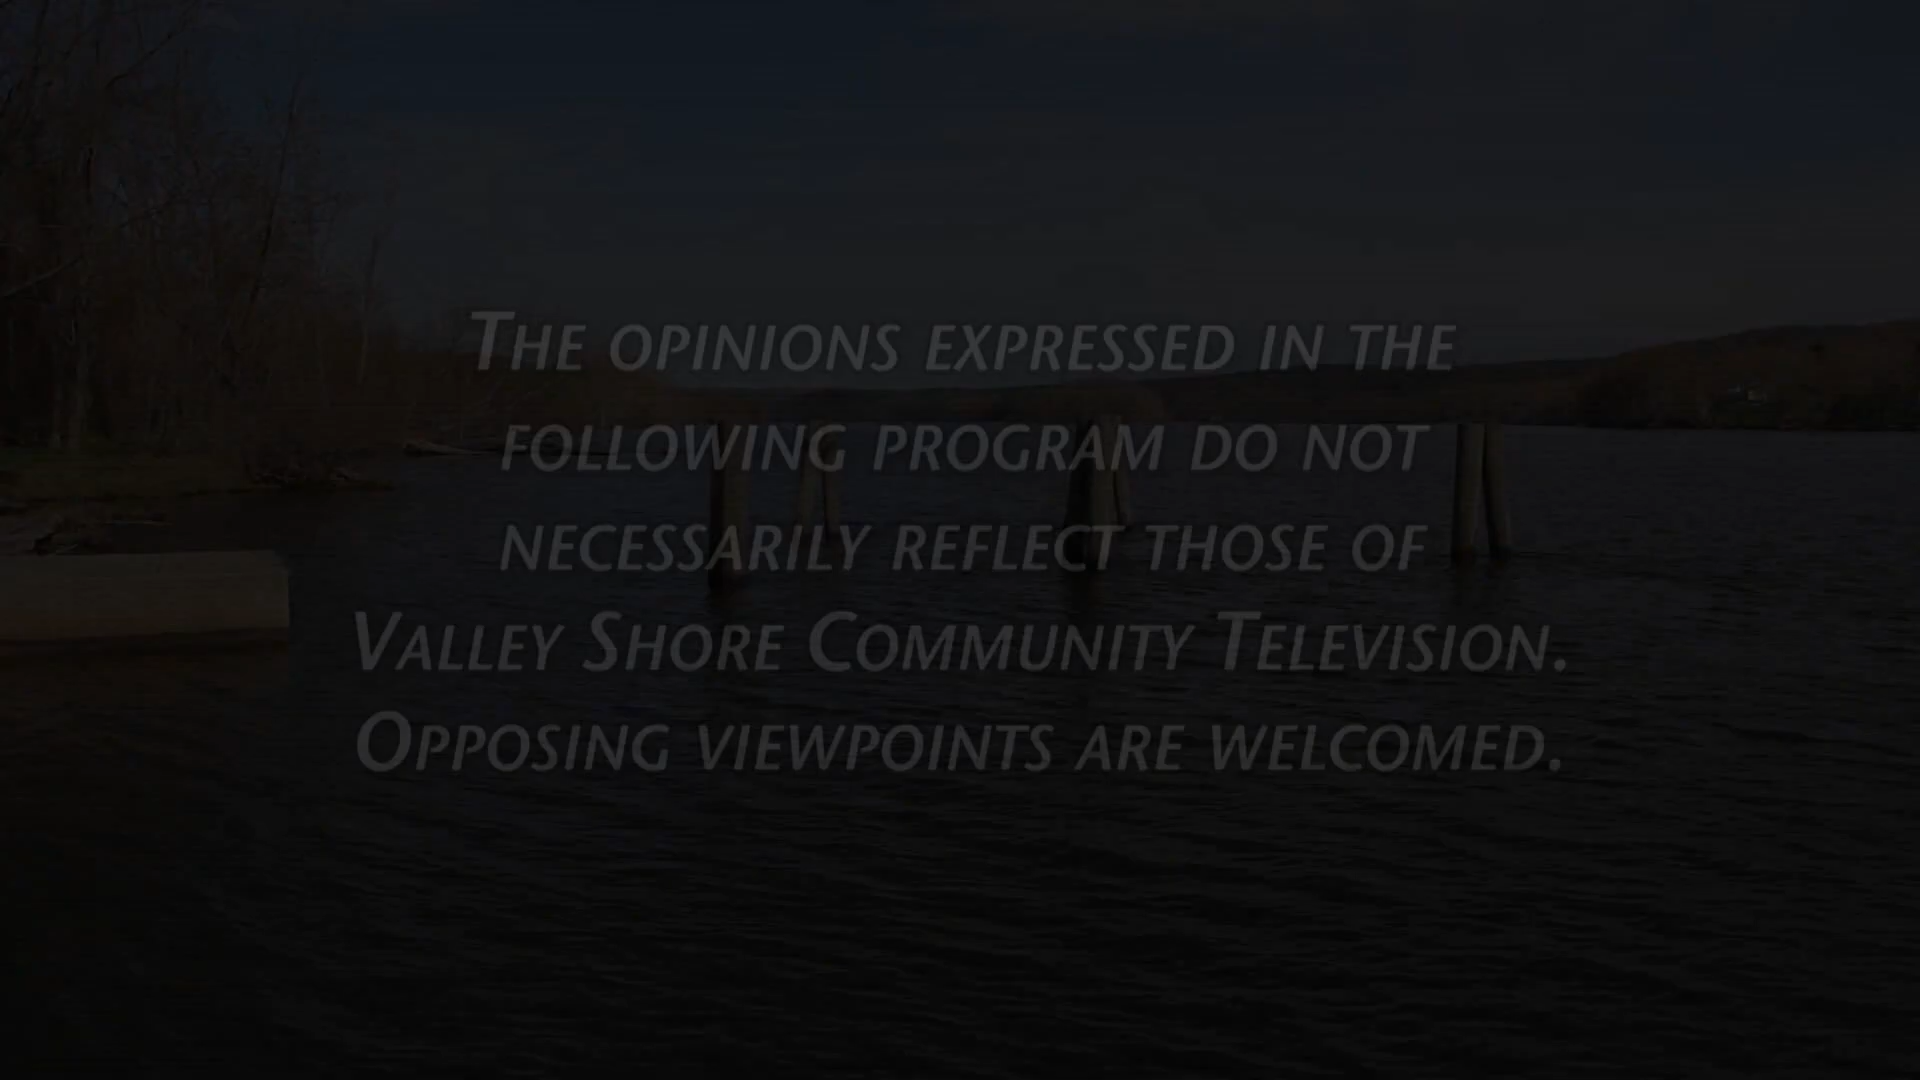 The opinions expressed in the
following program do not
necessarily reflect those of
Valley Shore Community Television.
Opposing viewpoints are welcomed.